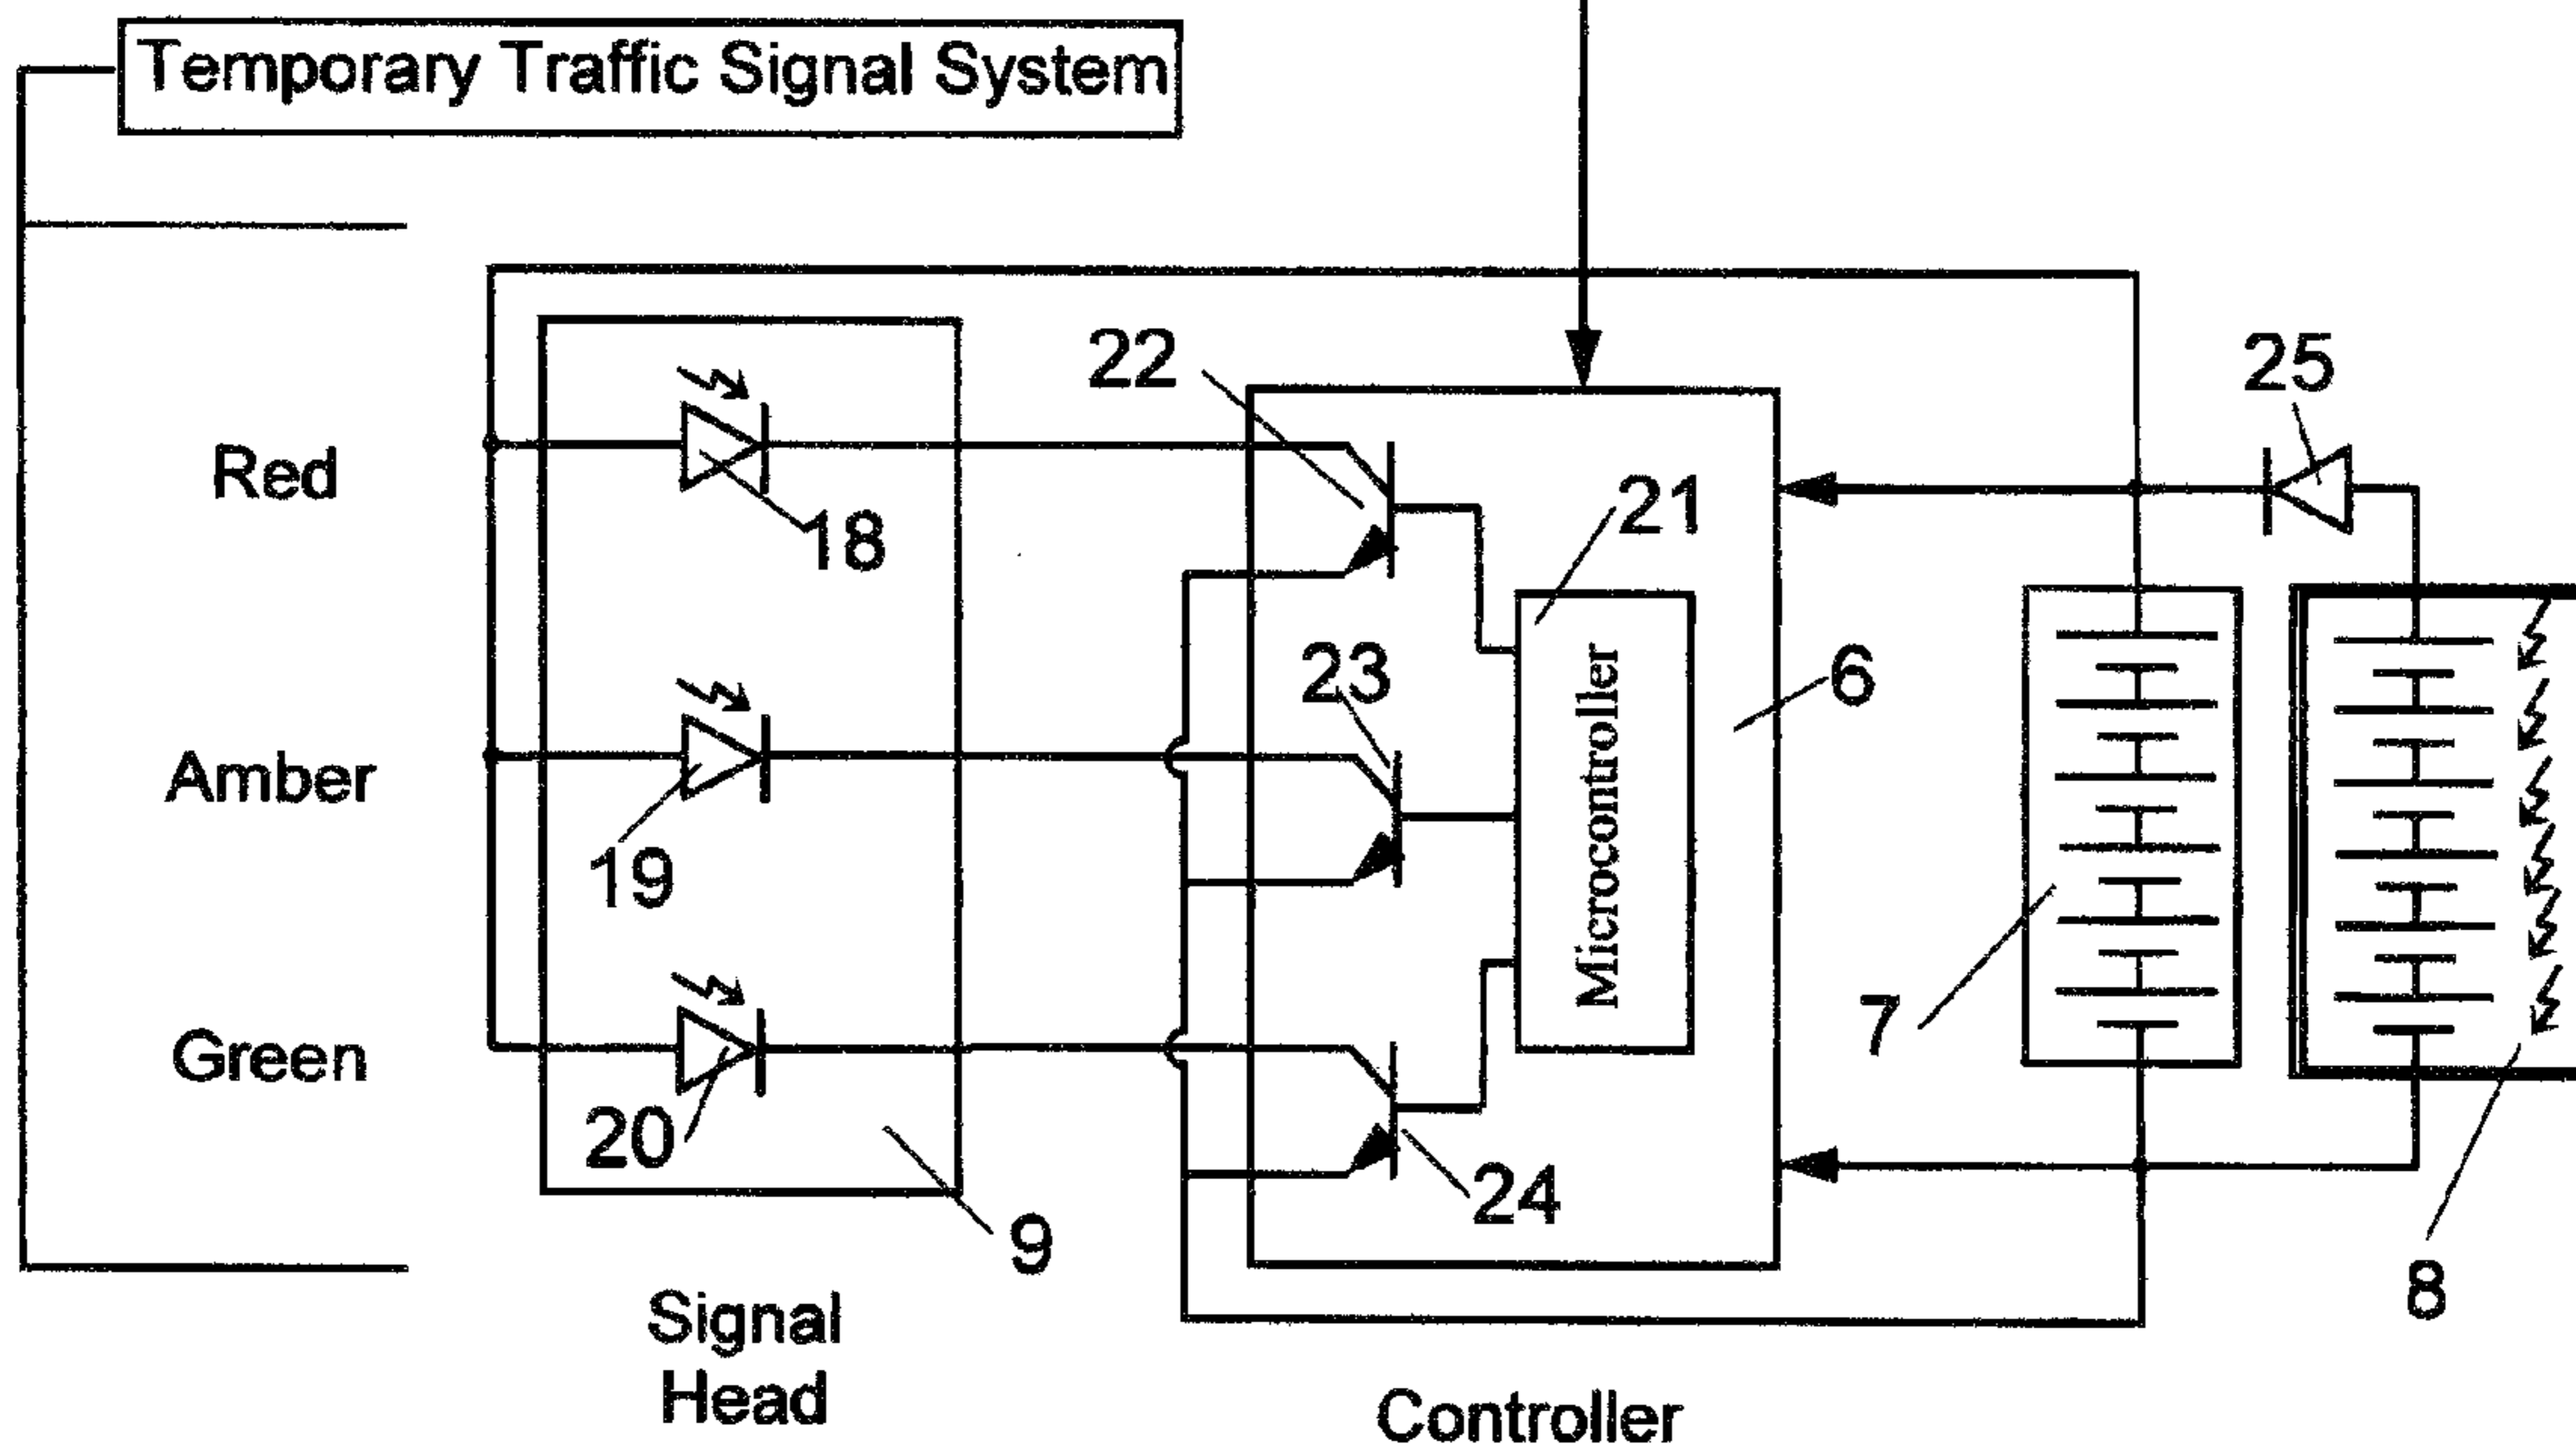 Temporary Traffic Signal System
22
25
Red
18
21
23
6
Microcontroller
Amber
19
7
Green
20
24
9
8
Signal
Head
Controller